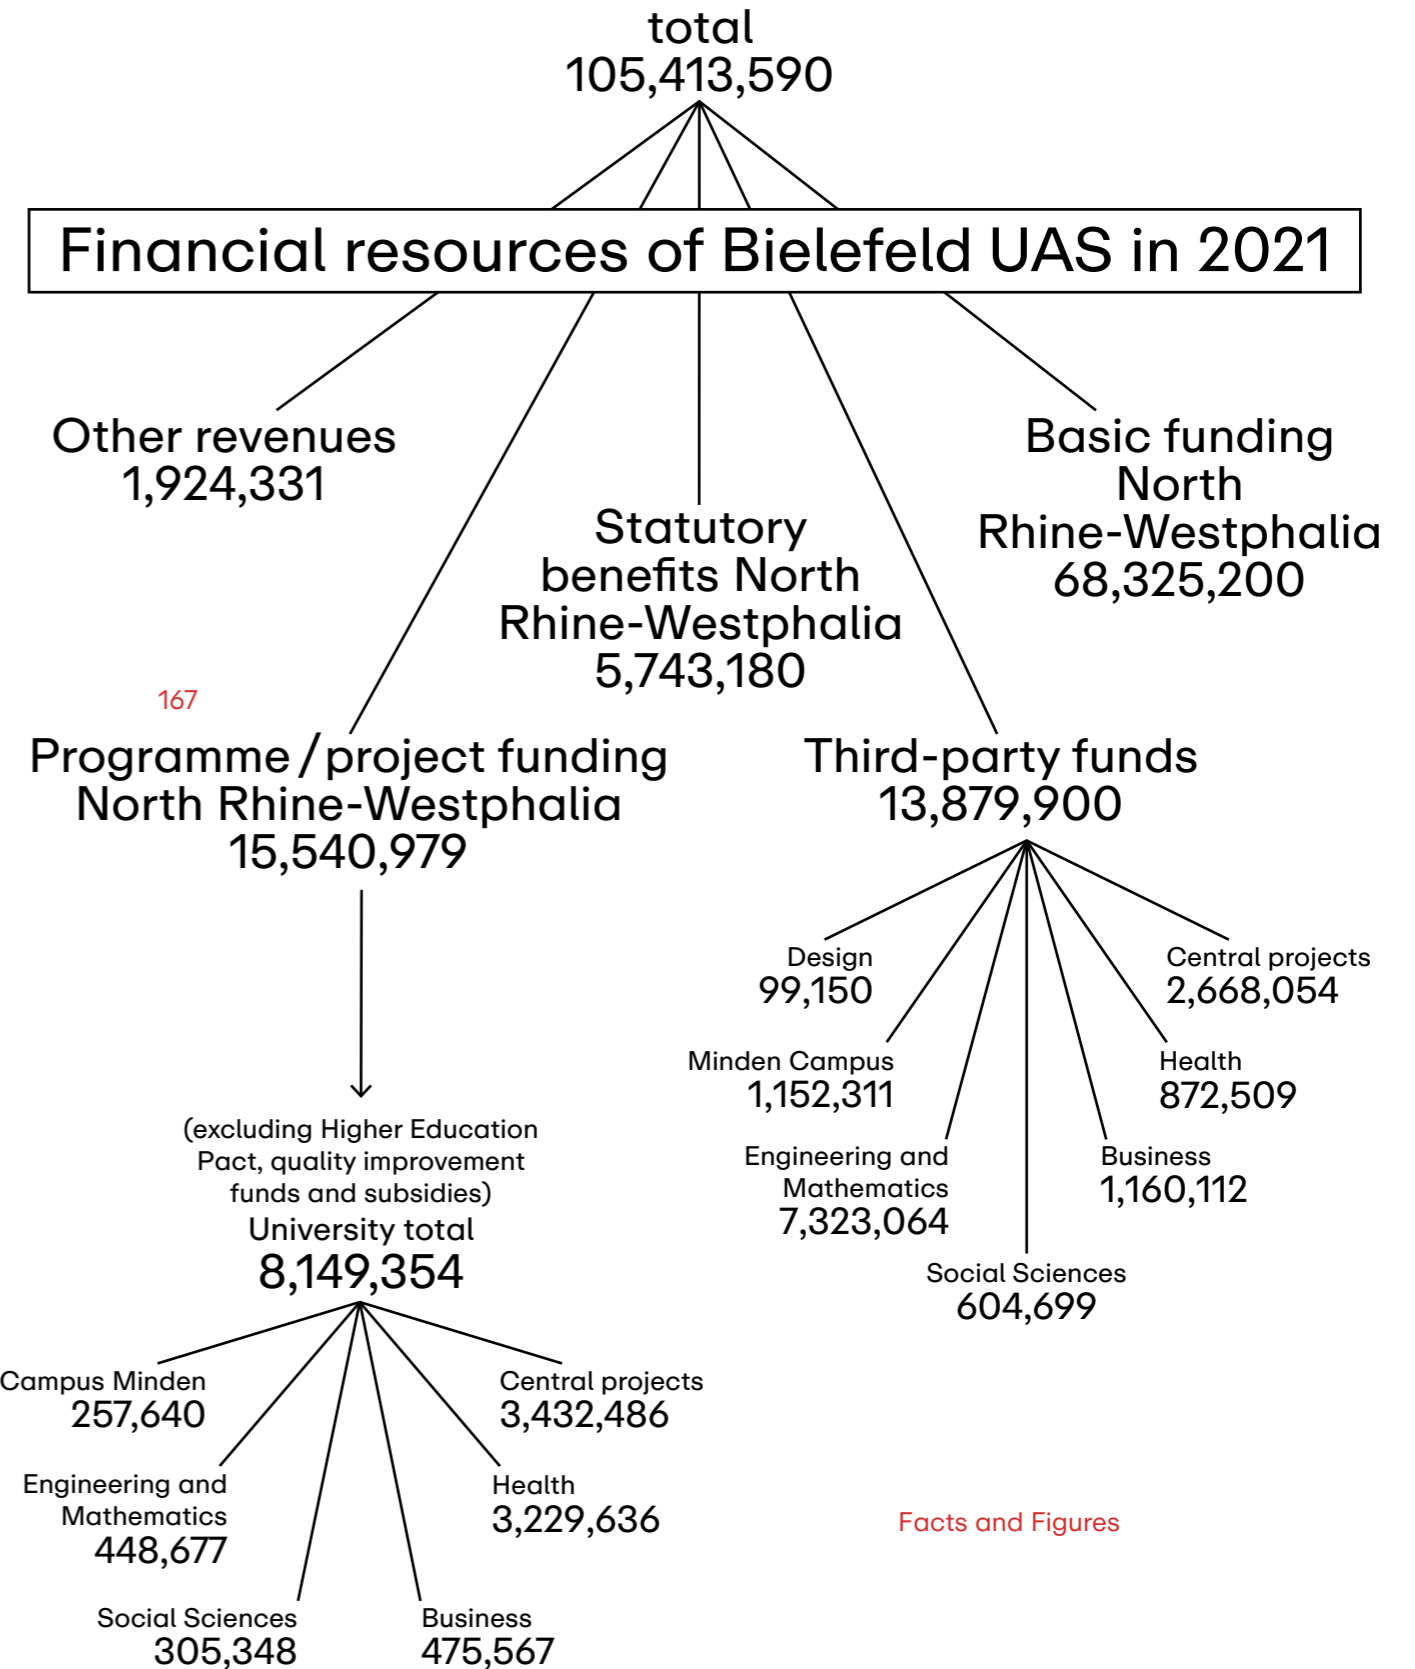 total
105,413,590
Financial resources of Bielefeld UAS in 2021
Other revenues
1,924,331
Basic funding
North
Rhine-Westphalia
68,325,200
Statutory
benefits North
Rhine-Westphalia
5,743,180
167
Programme / project funding
North Rhine-Westphalia
15,540,979
Third-party funds
13,879,900
Design
99,150
Central projects
2,668,054
Minden Campus
1,152,311
Health
872,509
Engineering and
Mathematics
7,323,064
Business
1,160,112
Social Sciences
604,699
(excluding Higher Education
Pact, quality improvement
funds and subsidies)
University total
8,149,354
Campus Minden
257,640
Central projects
3,432,486
Engineering and
Mathematics
448,677
Health
3,229,636
Social Sciences
305,348
Business
475,567
Facts and Figures